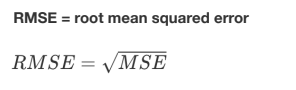 RMSE = root mean squared error
RMSE = √MSE